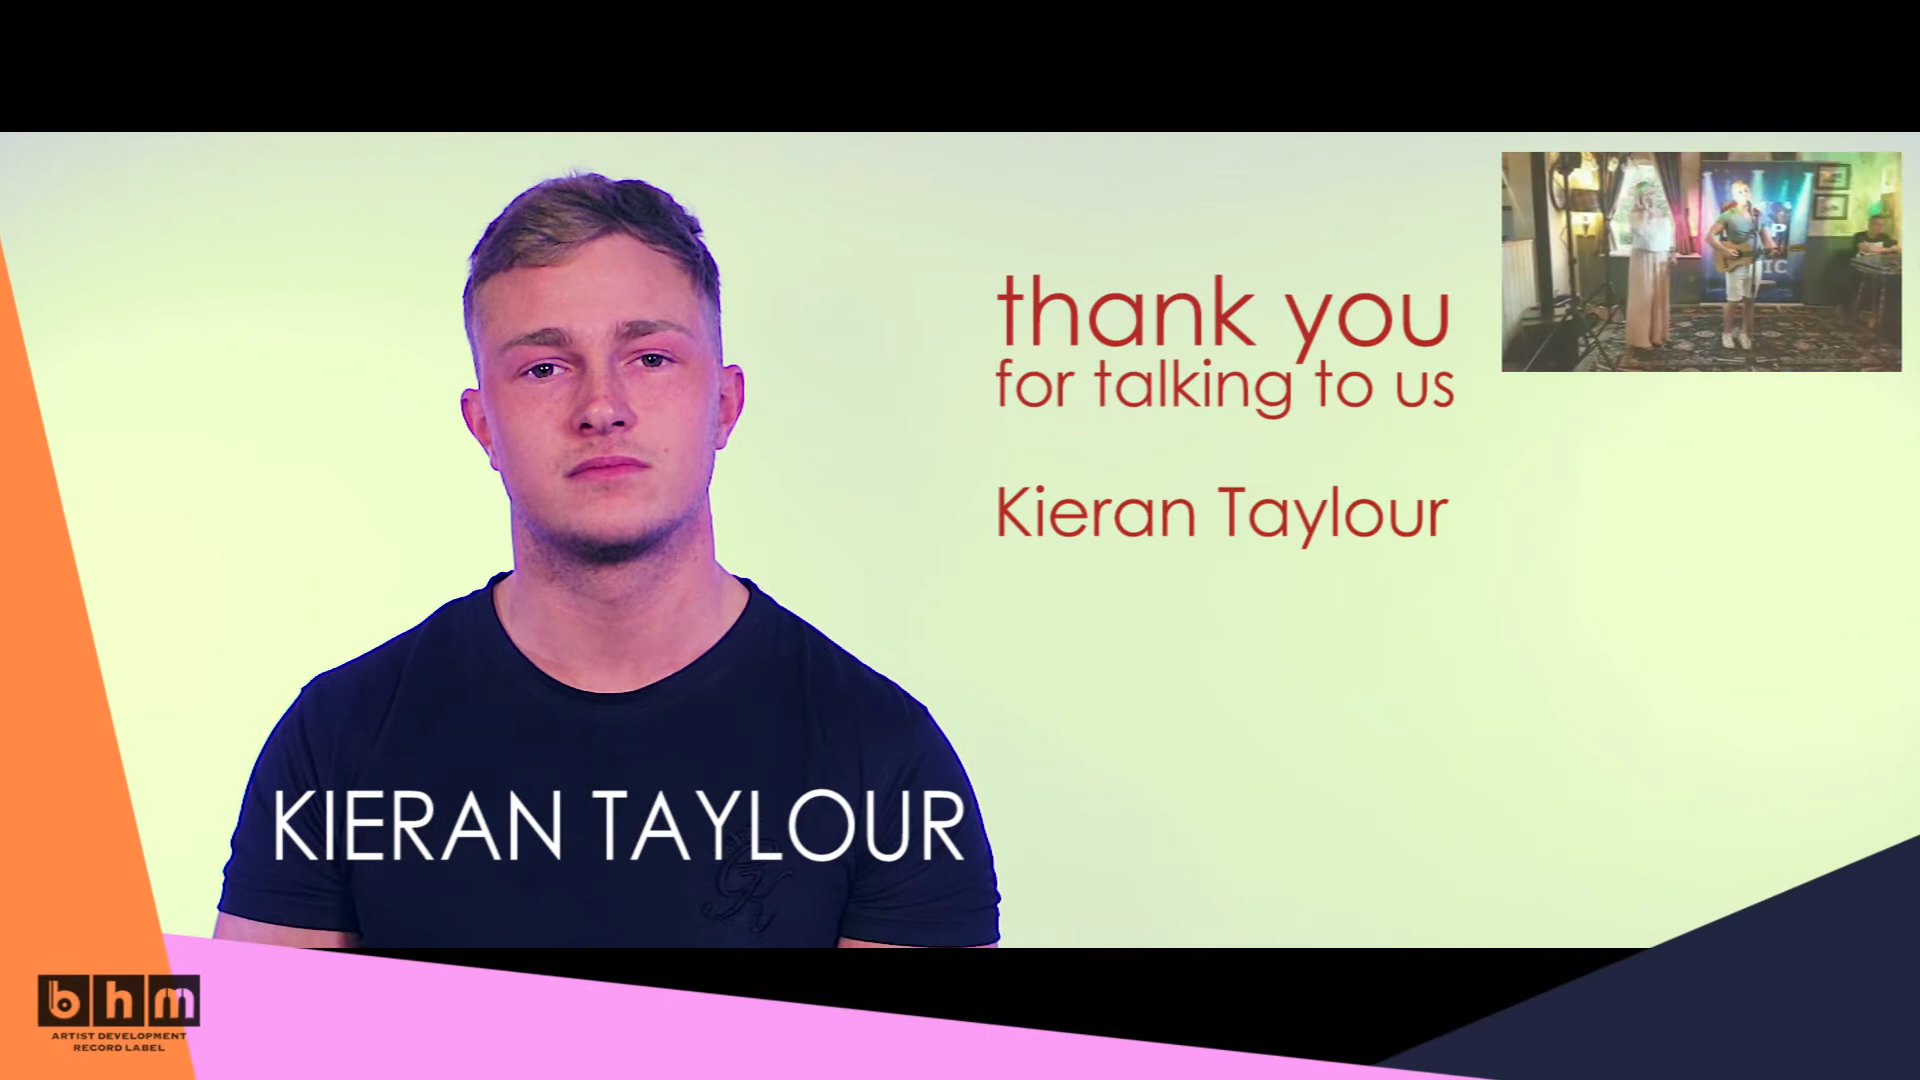 thank you
for talking to us
Kieran Taylour
KIERAN TAYLOUR
bhm
ARTIST DEVELOPMENT
RECORD LABEL